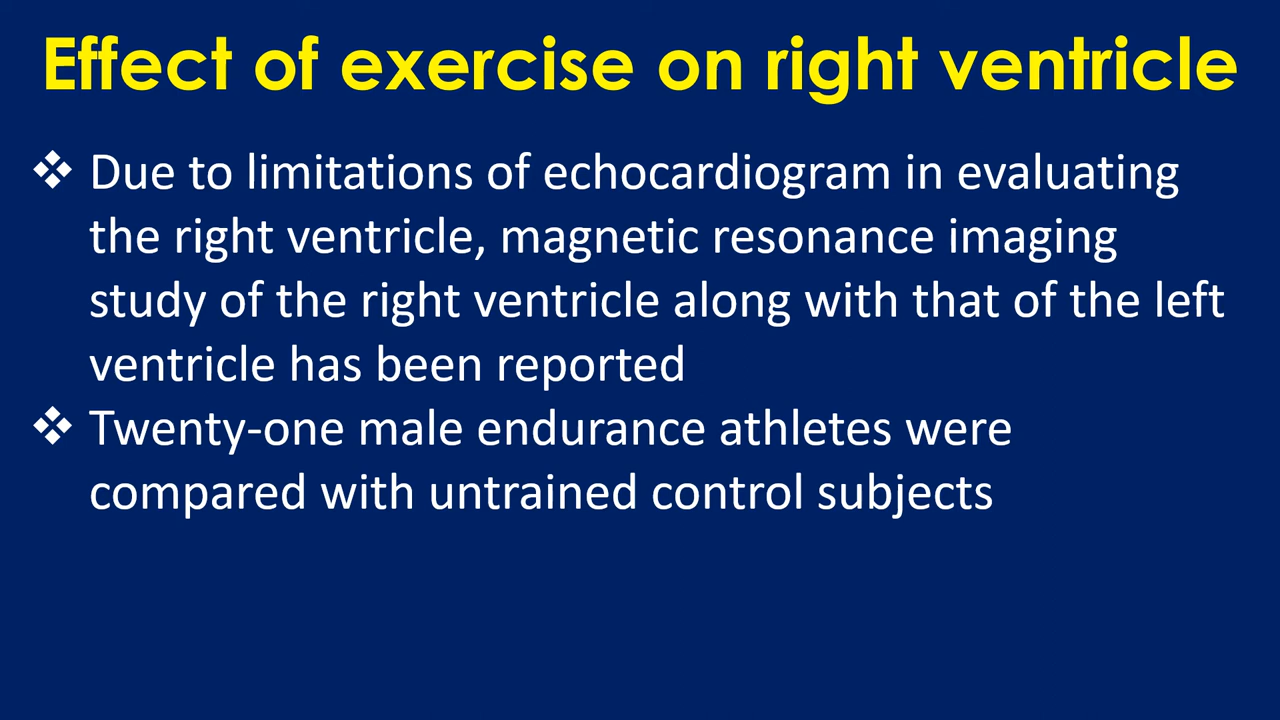 Effect of exercise on right ventricle
❖ Due to limitations of echocardiogram in evaluating
the right ventricle, magnetic resonance imaging
study of the right ventricle along with that of the left
ventricle has been reported
❖ Twenty-one male endurance athletes were
compared with untrained control subjects